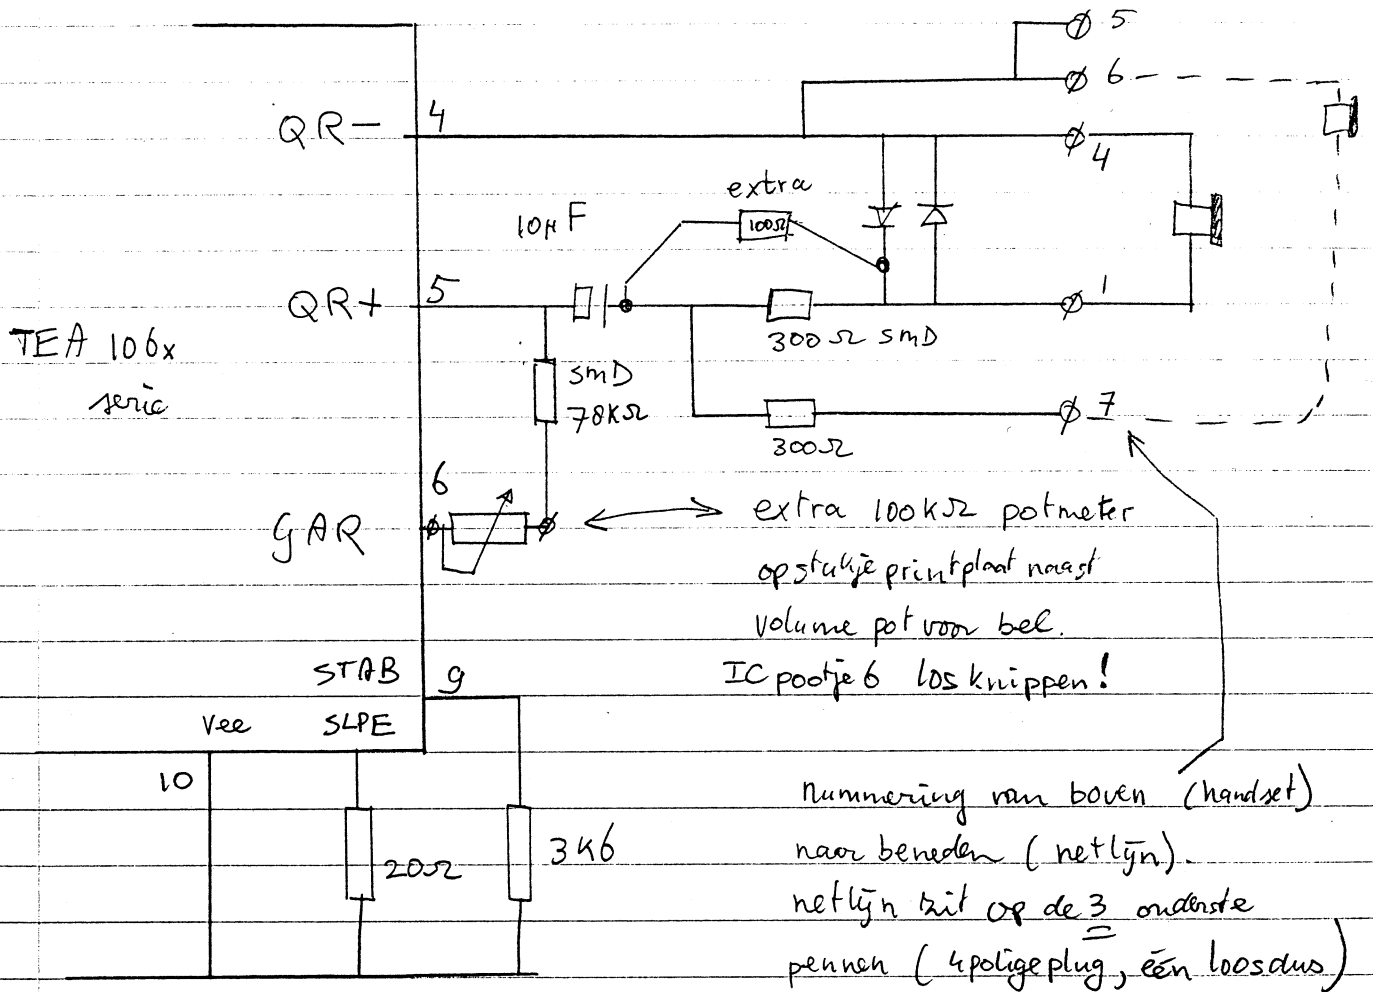 5
6
QR- 4
4
extra
100Ω
10µF
1
QR+ 5
300Ω SMD
TEA 106x
serie
SMD
78KΩ
7
300Ω
6
GAR
extra 100KΩ potmeter
op stukje printplaat naast
volume pot voor bel.
IC pootje 6 los knippen!
STAB 9
Vee SLPE
10
20Ω
3K6
nummering van boven (handset)
naar beneden (netlijn).
netlijn zit op de 3 onderste
pennen (4polige plug, één loos dus)